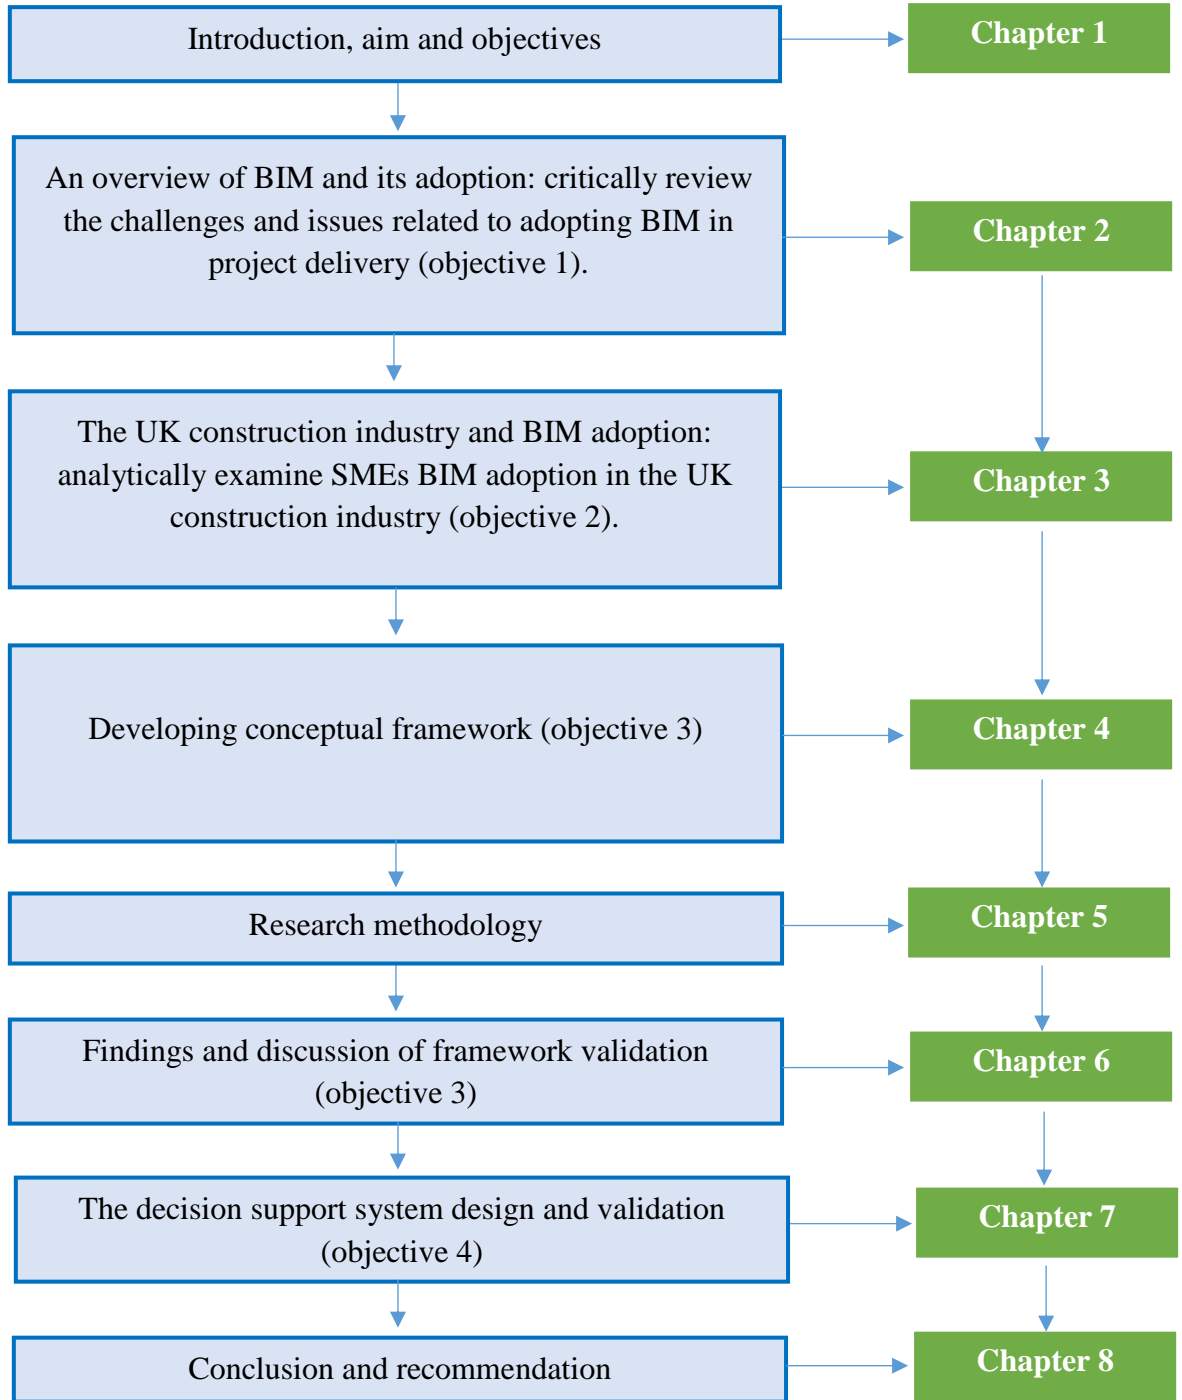 Introduction, aim and objectives
Chapter 1
An overview of BIM and its adoption: critically review
the challenges and issues related to adopting BIM in
project delivery (objective 1).
Chapter 2
The UK construction industry and BIM adoption:
analytically examine SMEs BIM adoption in the UK
construction industry (objective 2).
Chapter 3
Developing conceptual framework (objective 3)
Chapter 4
Research methodology
Chapter 5
Findings and discussion of framework validation
(objective 3)
Chapter 6
The decision support system design and validation
(objective 4)
Chapter 7
Conclusion and recommendation
Chapter 8